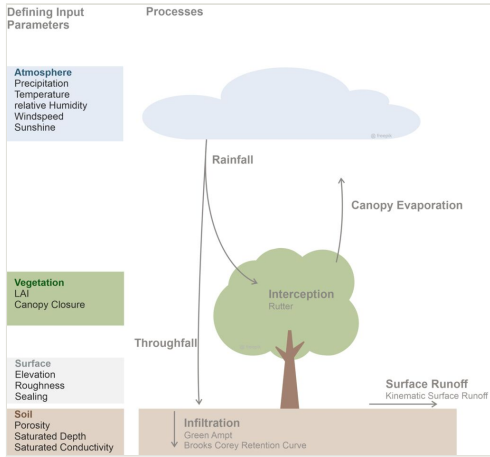 Defining Input
Parameters
Processes
Atmosphere
Precipitation
Temperature
relative Humidity
Windspeed
Sunshine
Rainfall
Canopy Evaporation
Vegetation
LAI
Canopy Closure
Interception
Rutter
Throughfall
Surface
Elevation
Roughness
Sealing
Surface Runoff
Kinematic Surface Runoff
Soil
Porosity
Saturated Depth
Saturated Conductivity
Infiltration
Green Ampt
Brooks Corey Retention Curve